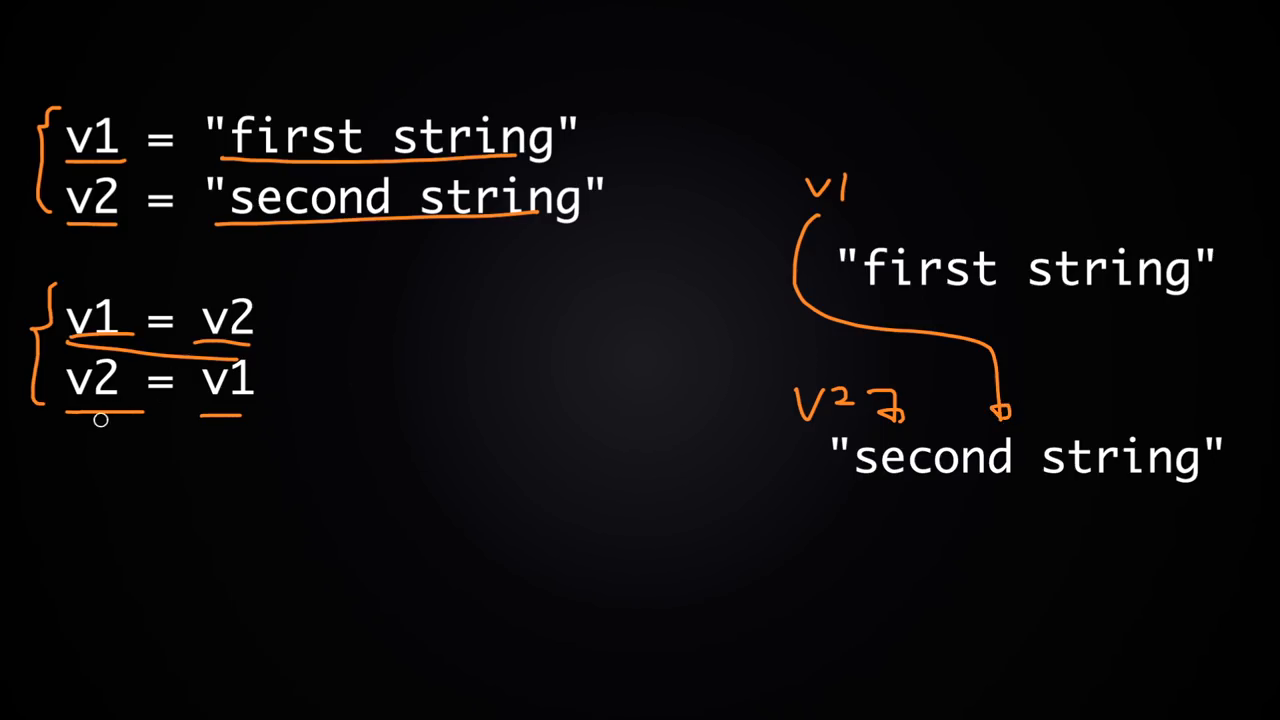 v1 = "first string"
v2 = "second string"
v1 = v2
v2 = v1
v1
"first string"
v2
"second string"